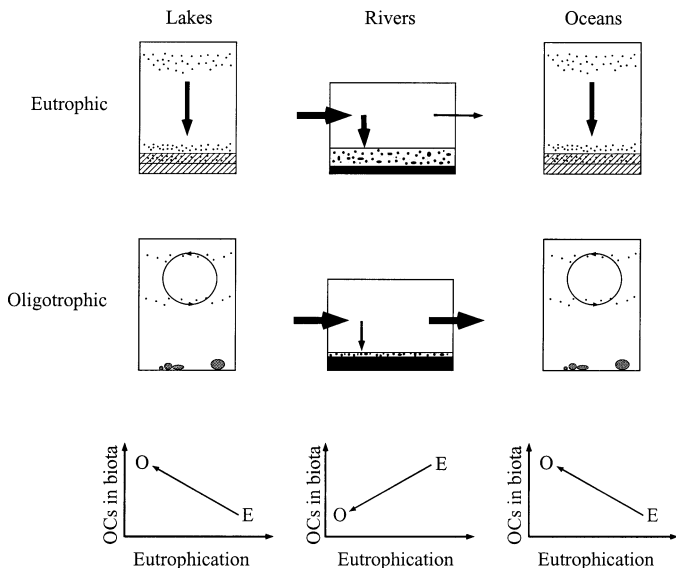 Lakes
Rivers
Oceans
Eutrophic
Oligotrophic
OCs in biota
O
E
Eutrophication
OCs in biota
E
O
Eutrophication
OCs in biota
O
E
Eutrophication